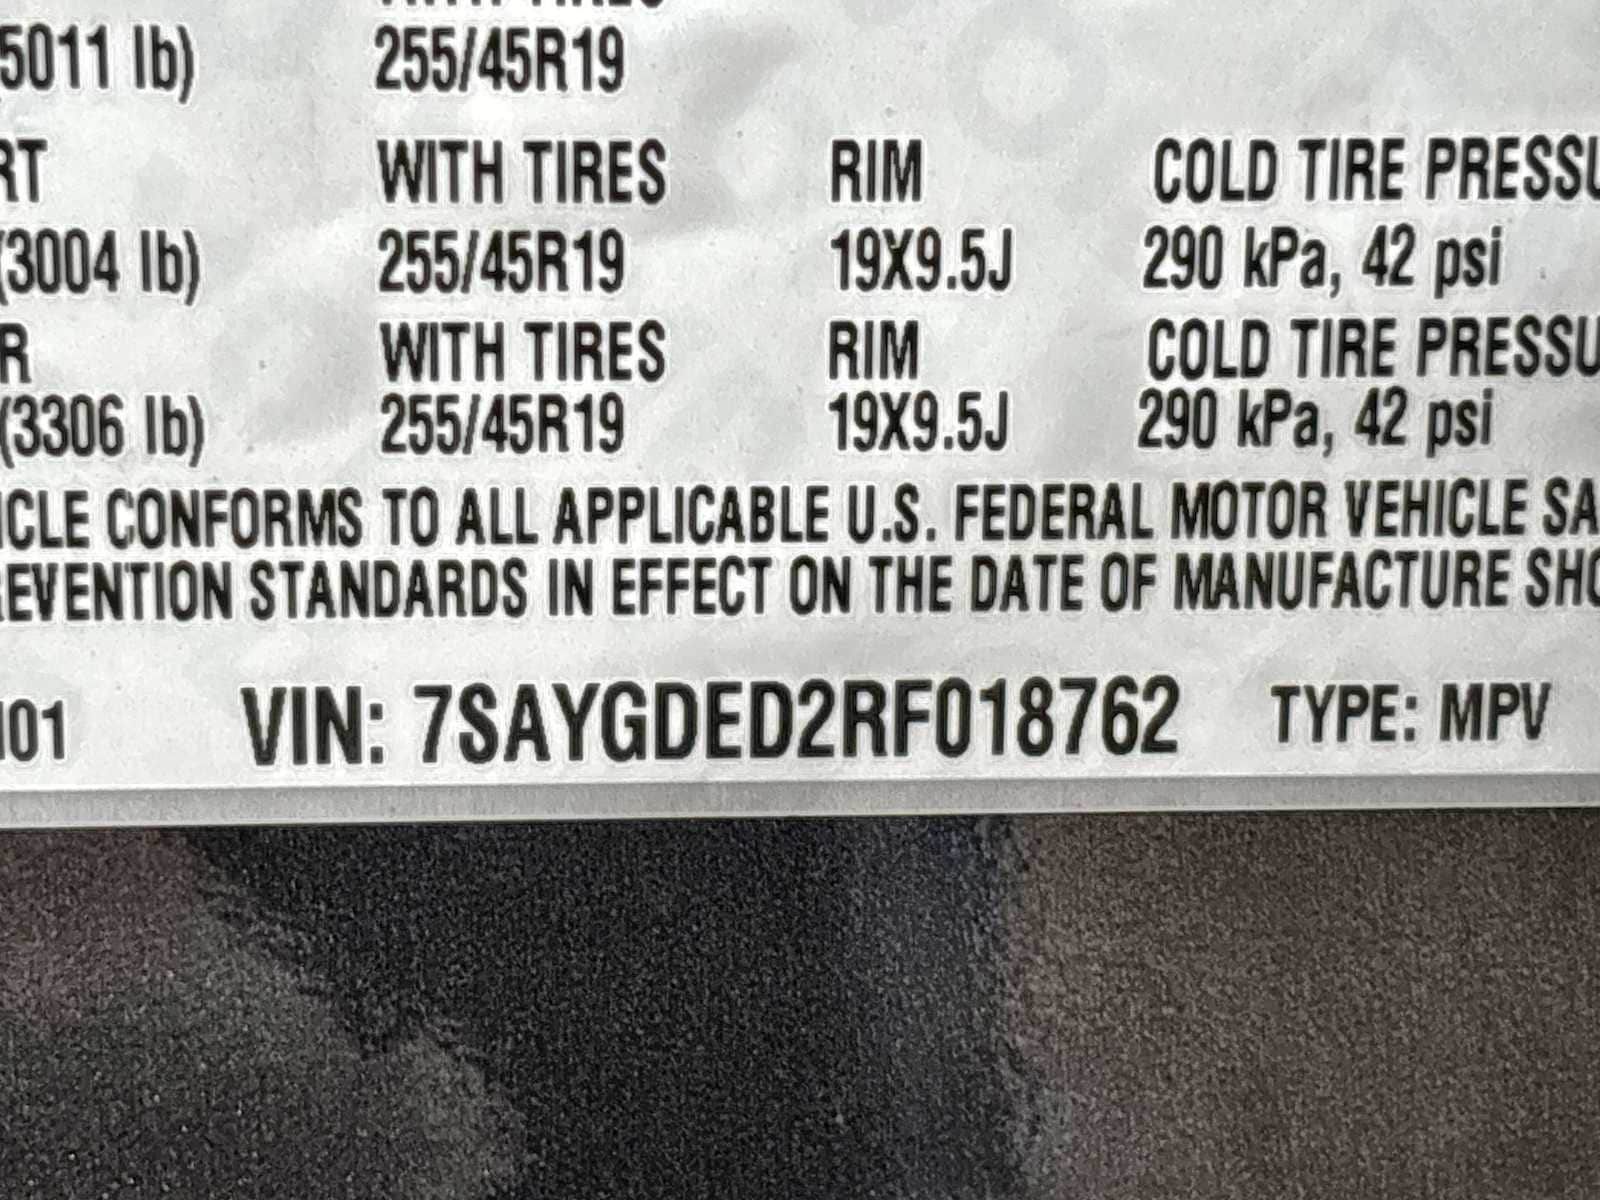 WITH TIRES
5011 lb) 255/45R19
RT WITH TIRES RIM COLD TIRE PRESSU
(3004 lb) 255/45R19 19X9.5J 290 kPa, 42 psi
R WITH TIRES RIM COLD TIRE PRESSU
(3306 lb) 255/45R19 19X9.5J 290 kPa, 42 psi
ICLE CONFORMS TO ALL APPLICABLE U.S. FEDERAL MOTOR VEHICLE SA
REVENTION STANDARDS IN EFFECT ON THE DATE OF MANUFACTURE SHO
01 VIN: 7SAYGDED2RF018762 TYPE: MPV